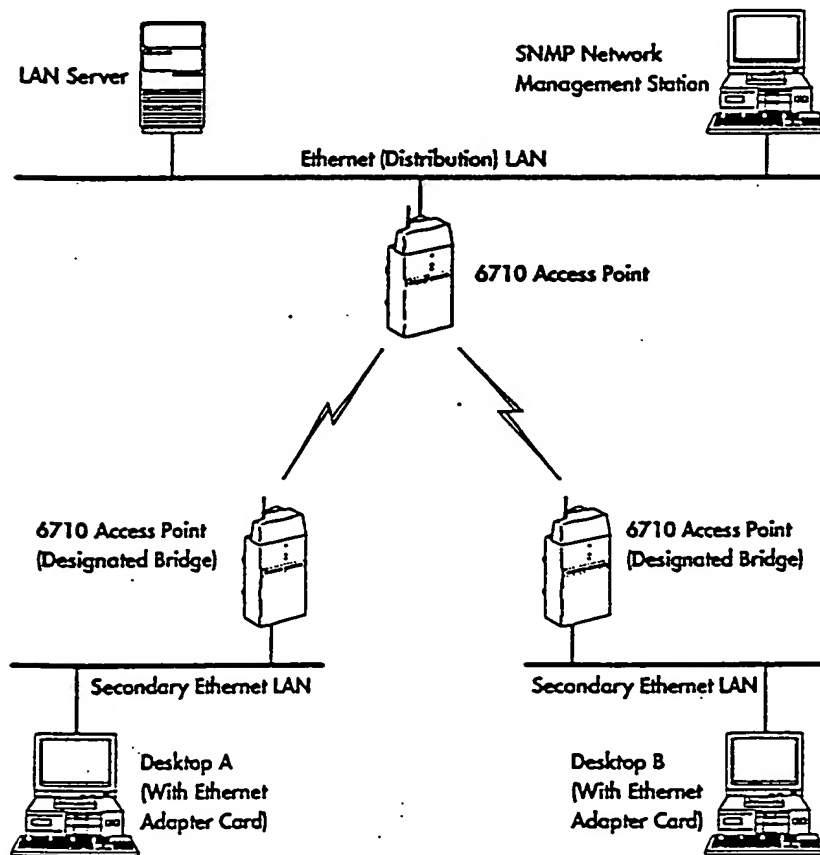 LAN Server
SNMP Network
Management Station
Ethernet (Distribution) LAN
6710 Access Point
6710 Access Point
(Designated Bridge)
6710 Access Point
(Designated Bridge)
Secondary Ethernet LAN
Secondary Ethernet LAN
Desktop A
(With Ethernet
Adapter Card)
Desktop B
(With Ethernet
Adapter Card)